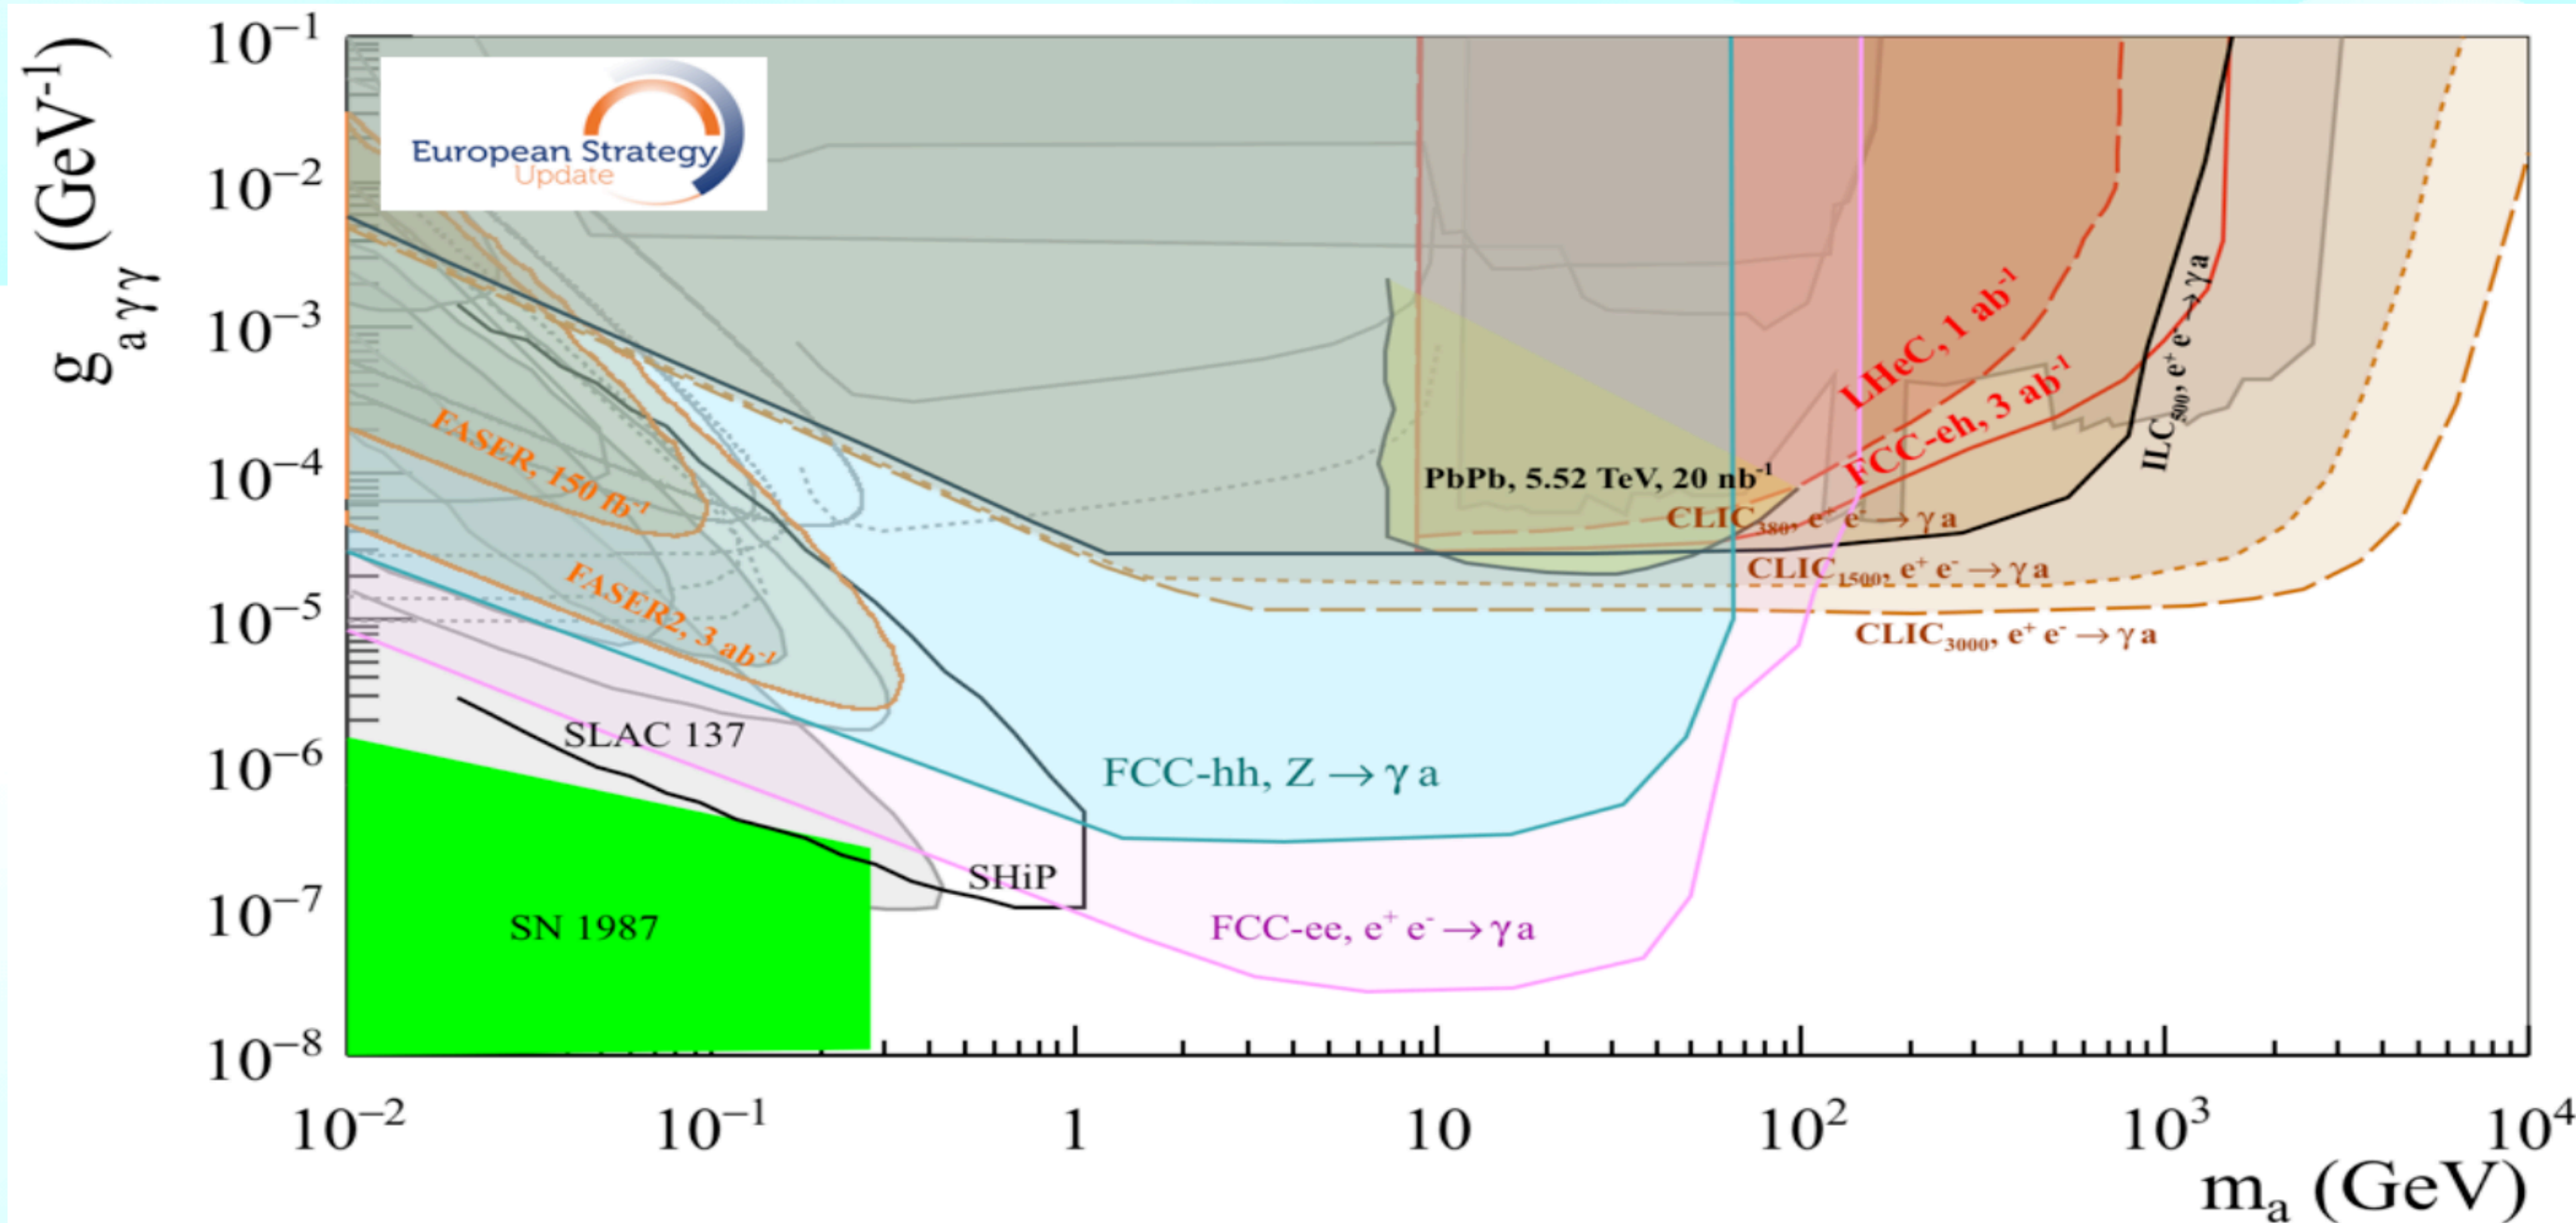 g_aγγ (GeV⁻¹)
10⁻¹
10⁻²
10⁻³
10⁻⁴
10⁻⁵
10⁻⁶
10⁻⁷
10⁻⁸
European Strategy
Update
FASER, 150 fb⁻¹
FASER2, 3 ab⁻¹
SLAC 137
SN 1987
SHiP
PbPb, 5.52 TeV, 20 nb⁻¹
LHeC, 1 ab⁻¹
FCC-eh, 3 ab⁻¹
ILC₅₀₀, e⁺ e⁻ → γ a
CLIC₃₈₀, e⁺ e⁻ → γ a
CLIC₁₅₀₀, e⁺ e⁻ → γ a
CLIC₃₀₀₀, e⁺ e⁻ → γ a
FCC-hh, Z → γ a
FCC-ee, e⁺ e⁻ → γ a
10⁻² 10⁻¹ 1 10 10² 10³ 10⁴
mₐ (GeV)